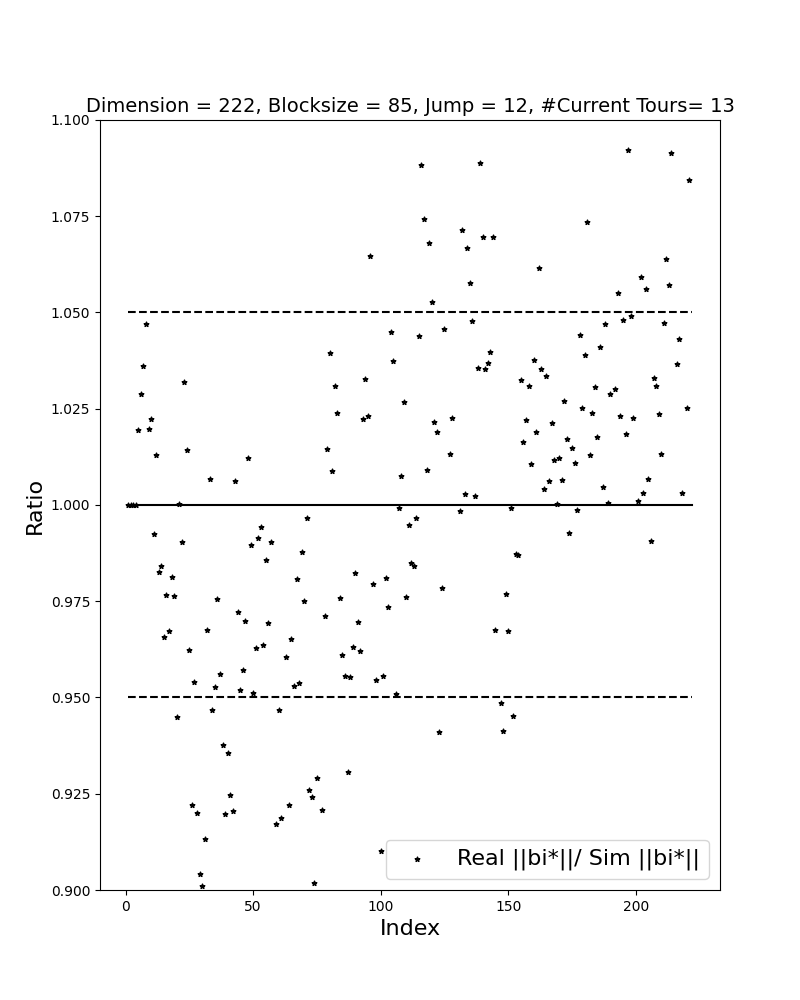 Dimension = 222, Blocksize = 85, Jump = 12, #Current Tours= 13
1.100
1.075
1.050
1.025
1.000
0.975
0.950
0.925
0.900
Ratio
Real ||bi*||/ Sim ||bi*||
0 50 100 150 200
Index